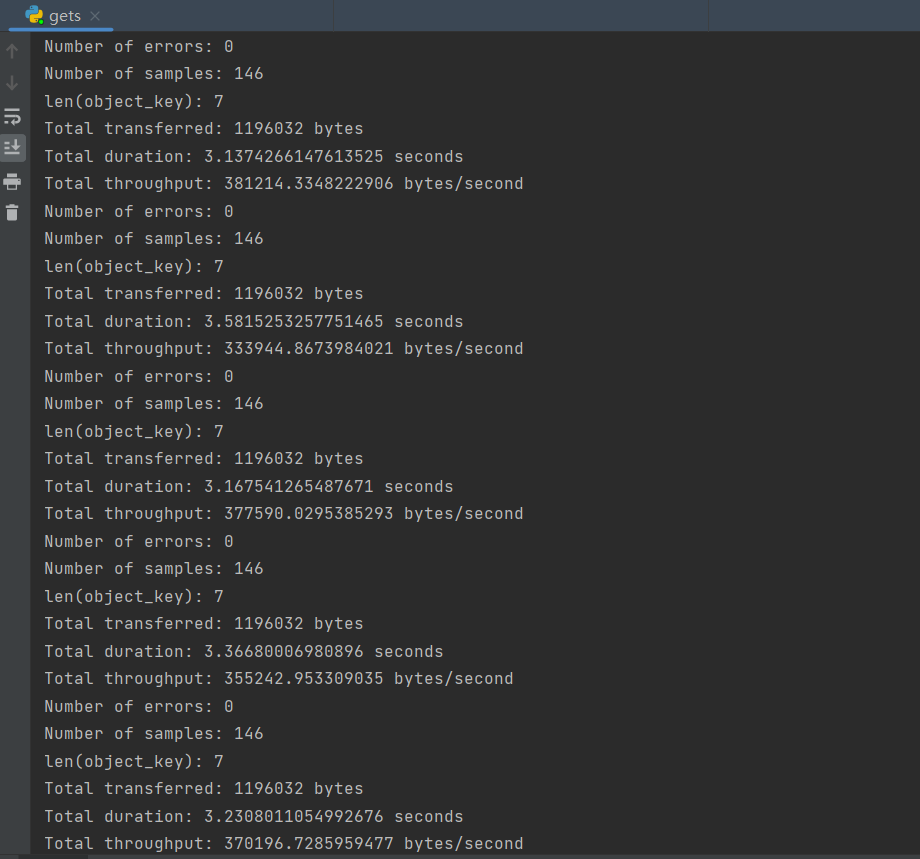 gets
Number of errors: 0
Number of samples: 146
len(object_key): 7
Total transferred: 1196032 bytes
Total duration: 3.1374266147613525 seconds
Total throughput: 381214.3348222906 bytes/second
Number of errors: 0
Number of samples: 146
len(object_key): 7
Total transferred: 1196032 bytes
Total duration: 3.5815253257751465 seconds
Total throughput: 333944.8673984021 bytes/second
Number of errors: 0
Number of samples: 146
len(object_key): 7
Total transferred: 1196032 bytes
Total duration: 3.167541265487671 seconds
Total throughput: 377590.0295385293 bytes/second
Number of errors: 0
Number of samples: 146
len(object_key): 7
Total transferred: 1196032 bytes
Total duration: 3.36680006980896 seconds
Total throughput: 355242.953309035 bytes/second
Number of errors: 0
Number of samples: 146
len(object_key): 7
Total transferred: 1196032 bytes
Total duration: 3.2308011054992676 seconds
Total throughput: 370196.7285959477 bytes/second